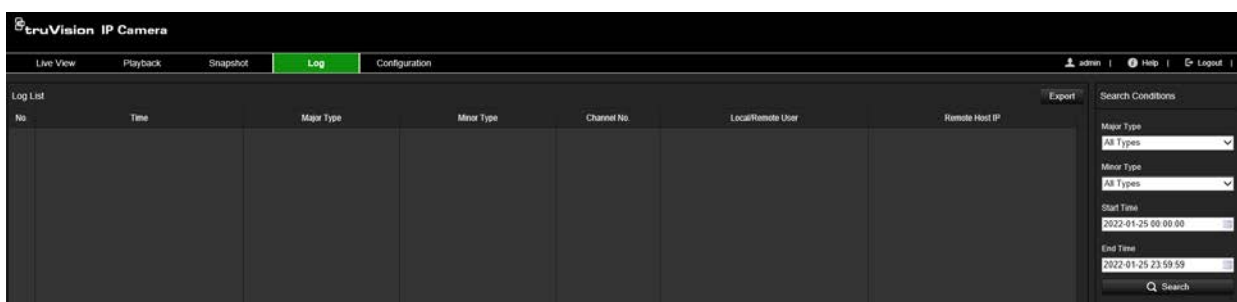 truVision IP Camera
Live View Playback Snapshot Log Configuration admin | Help | Logout |
Log List Export Search Conditions
No. Time Major Type Minor Type Channel No. Local/Remote User Remote Host IP
Major Type
All Types
Minor Type
All Types
Start Time
2022-01-25 00:00:00
End Time
2022-01-25 23:59:59
Search